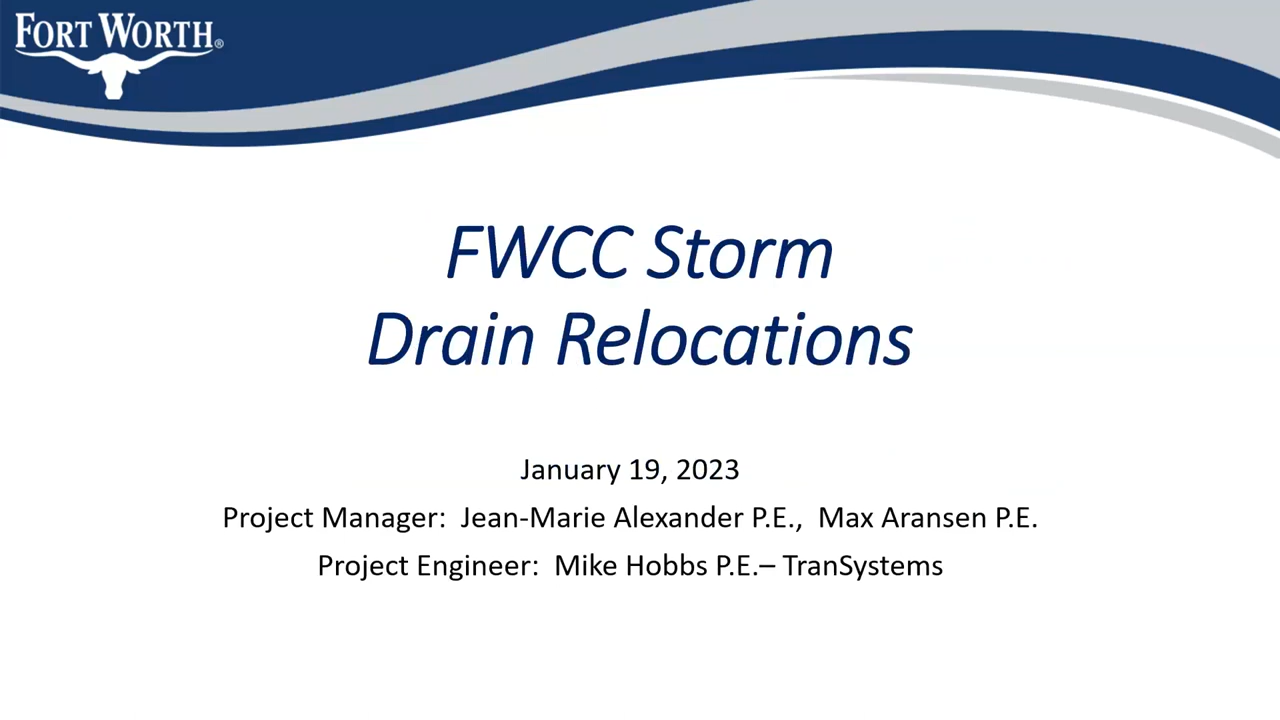 FORT WORTH®
FWCC Storm
Drain Relocations
January 19, 2023
Project Manager: Jean-Marie Alexander P.E., Max Aransen P.E.
Project Engineer: Mike Hobbs P.E.– TranSystems